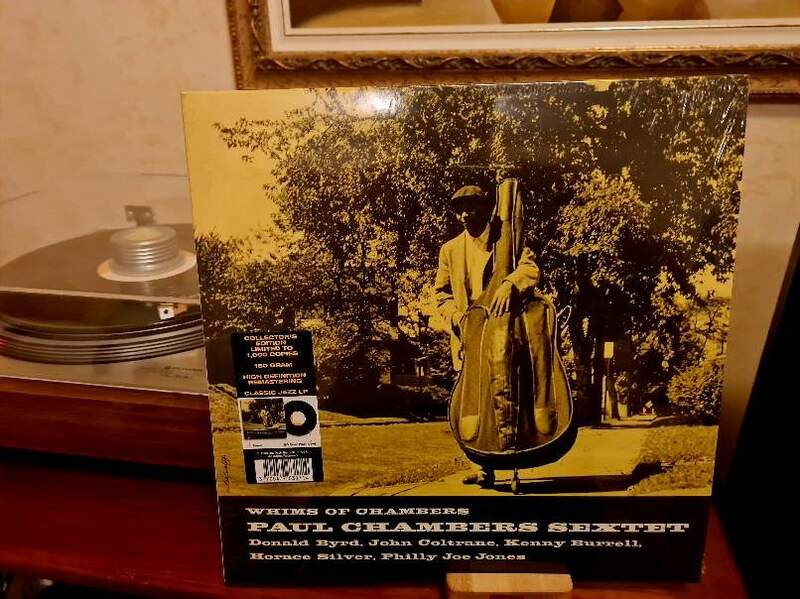 COLLECTOR'S
EDITION
LIMITED TO
1,000 COPIES
180 GRAM
HIGH DEFINITION
REMASTERING
CLASSIC JAZZ LP
WHIMS OF CHAMBERS
PAUL CHAMBERS SEXTET
Donald Byrd, John Coltrane, Kenny Burrell,
Horace Silver, Philly Joe Jones